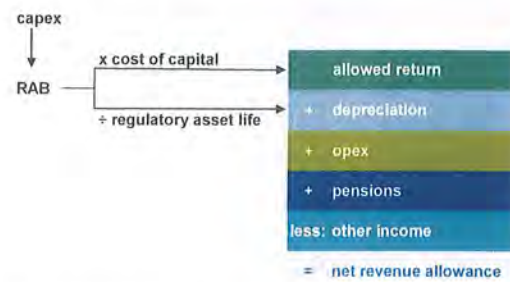 capex
x cost of capital
RAB
÷ regulatory asset life
allowed return
+ depreciation
+ opex
+ pensions
less: other income
= net revenue allowance